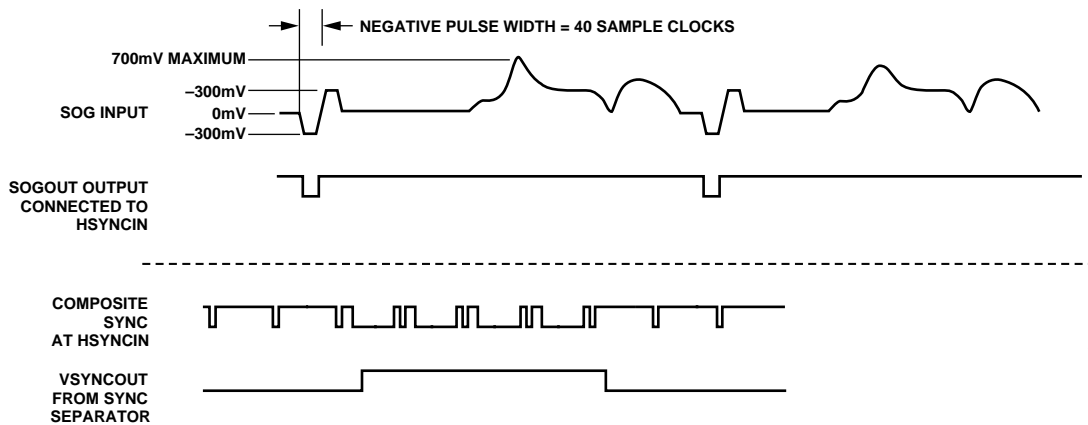 NEGATIVE PULSE WIDTH = 40 SAMPLE CLOCKS
700mV MAXIMUM
–300mV
SOG INPUT
0mV
–300mV
SOGOUT OUTPUT
CONNECTED TO
HSYNCIN
COMPOSITE
SYNC
AT HSYNCIN
VSYNCOUT
FROM SYNC
SEPARATOR